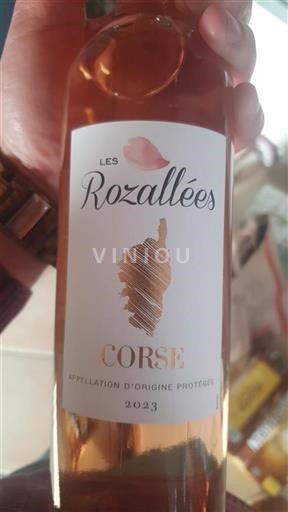 LES
Rozallées
VINIOU
CORSE
APPELLATION D'ORIGINE PROTÉGÉE
2023